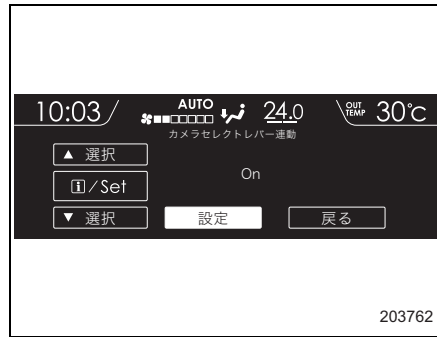 10:03 AUTO 24.0 OUT TEMP 30℃
カメラセレクトレバー連動
▲ 選択
On
i/Set
▼ 選択 設定 戻る
203762